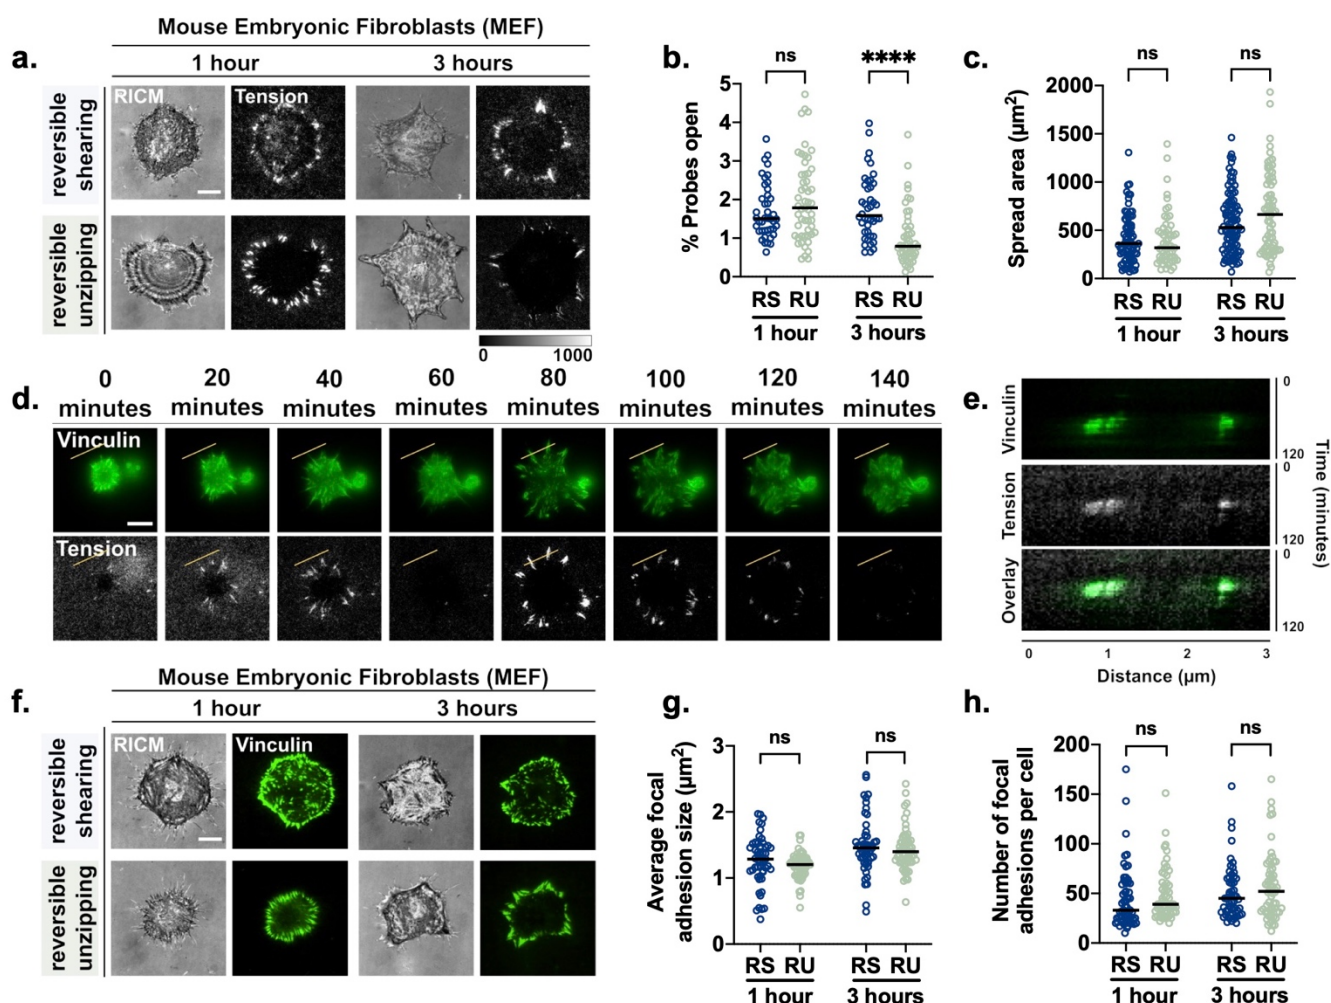 Mouse Embryonic Fibroblasts (MEF)
a.
1 hour
3 hours
reversible
shearing
RICM
Tension
reversible
unzipping
0
1000
b.
ns
****
% Probes open
5
4
3
2
1
0
RS
RU
RS
RU
1 hour
3 hours
c.
ns
ns
Spread area (µm²)
2000
1500
1000
500
0
RS
RU
RS
RU
1 hour
3 hours
d.
0
minutes
20
minutes
40
minutes
60
minutes
80
minutes
100
minutes
120
minutes
140
minutes
Vinculin
Tension
e.
Vinculin
Tension
Overlay
0
120
0
120
0
120
Time (minutes)
0
1
2
3
Distance (µm)
Mouse Embryonic Fibroblasts (MEF)
f.
1 hour
3 hours
reversible
shearing
RICM
Vinculin
reversible
unzipping
g.
ns
ns
Average focal
adhesion size (µm²)
3
2
1
0
RS
RU
RS
RU
1 hour
3 hours
h.
ns
ns
Number of focal
adhesions per cell
200
150
100
50
0
RS
RU
RS
RU
1 hour
3 hours